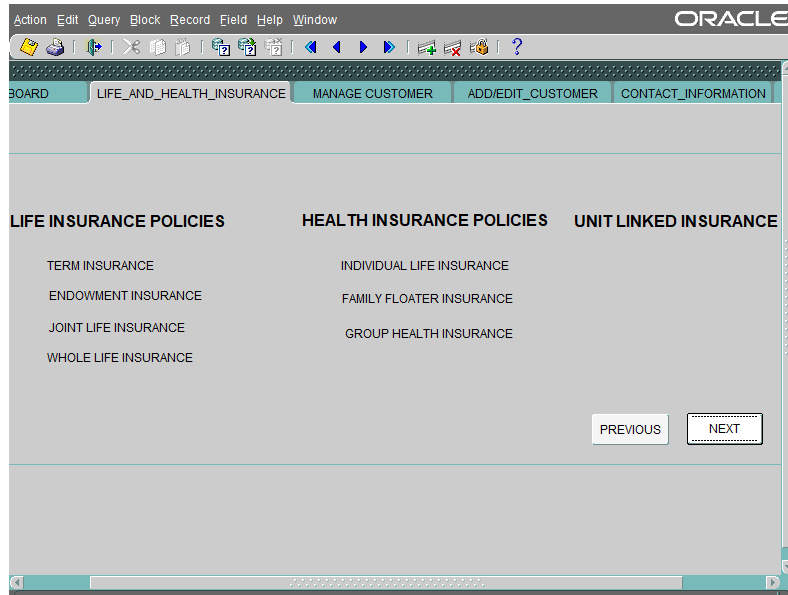 Action Edit Query Block Record Field Help Window
ORACLE
BOARD LIFE_AND_HEALTH_INSURANCE MANAGE CUSTOMER ADD/EDIT_CUSTOMER CONTACT_INFORMATION
LIFE INSURANCE POLICIES HEALTH INSURANCE POLICIES UNIT LINKED INSURANCE
TERM INSURANCE INDIVIDUAL LIFE INSURANCE
ENDOWMENT INSURANCE FAMILY FLOATER INSURANCE
JOINT LIFE INSURANCE GROUP HEALTH INSURANCE
WHOLE LIFE INSURANCE
PREVIOUS NEXT